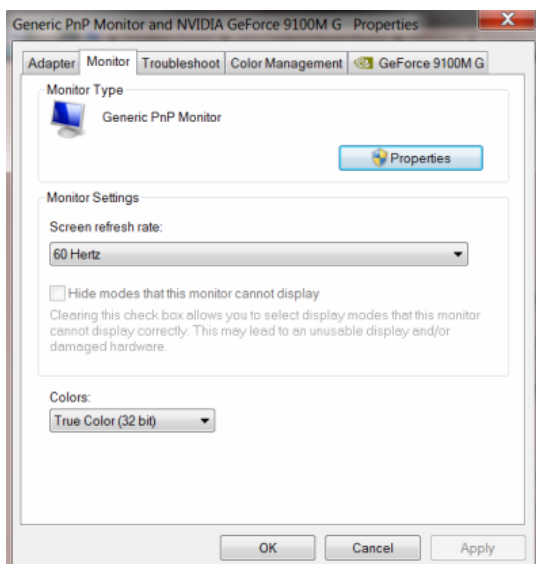 Generic PnP Monitor and NVIDIA GeForce 9100M G Properties
Adapter Monitor Troubleshoot Color Management GeForce 9100M G
Monitor Type
Generic PnP Monitor
Properties
Monitor Settings
Screen refresh rate:
60 Hertz
Hide modes that this monitor cannot display
Clearing this check box allows you to select display modes that this monitor
cannot display correctly. This may lead to an unusable display and/or
damaged hardware.
Colors:
True Color (32 bit)
OK Cancel Apply